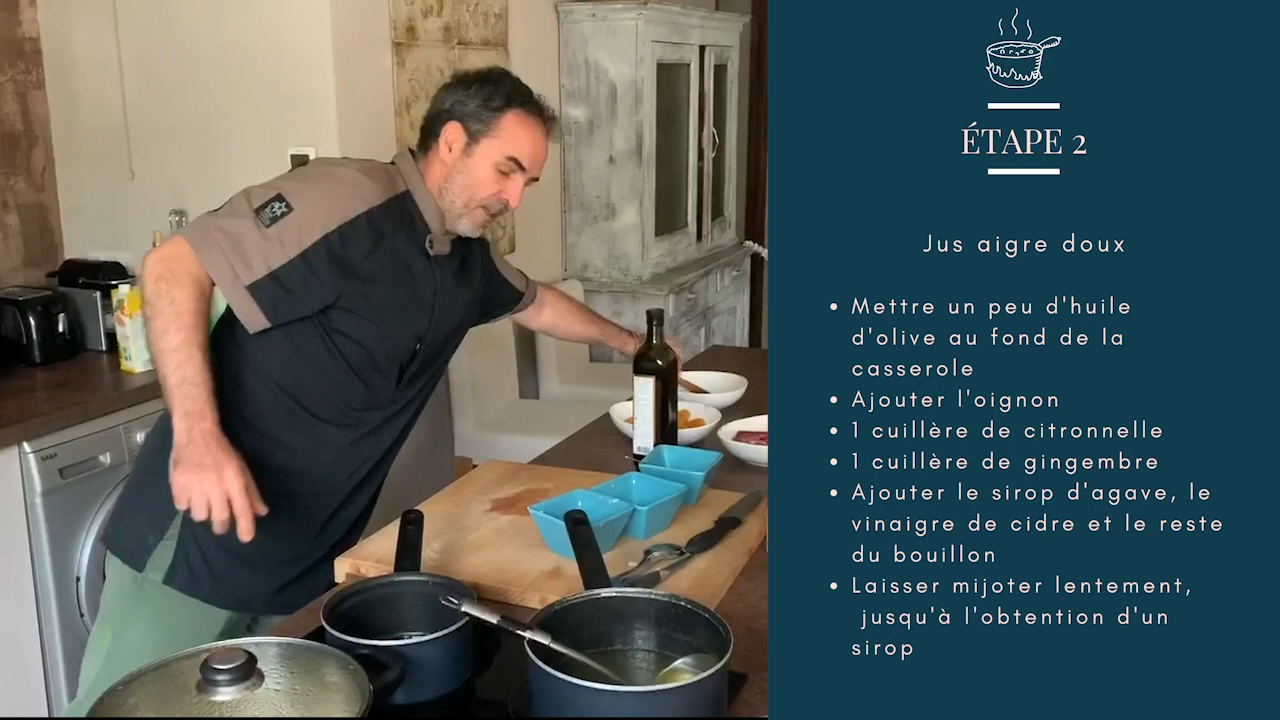 ÉTAPE 2
Jus aigre doux
• Mettre un peu d'huile
d'olive au fond de la
casserole
• Ajouter l'oignon
• 1 cuillère de citronnelle
• 1 cuillère de gingembre
• Ajouter le sirop d'agave, le
vinaigre de cidre et le reste
du bouillon
• Laisser mijoter lentement,
jusqu'à l'obtention d'un
sirop
SABA